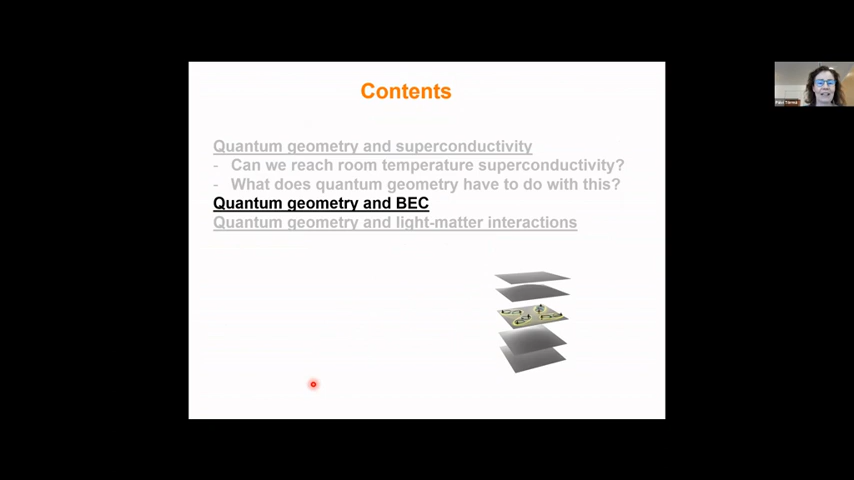 Contents
Quantum geometry and superconductivity
- Can we reach room temperature superconductivity?
- What does quantum geometry have to do with this?
Quantum geometry and BEC
Quantum geometry and light-matter interactions